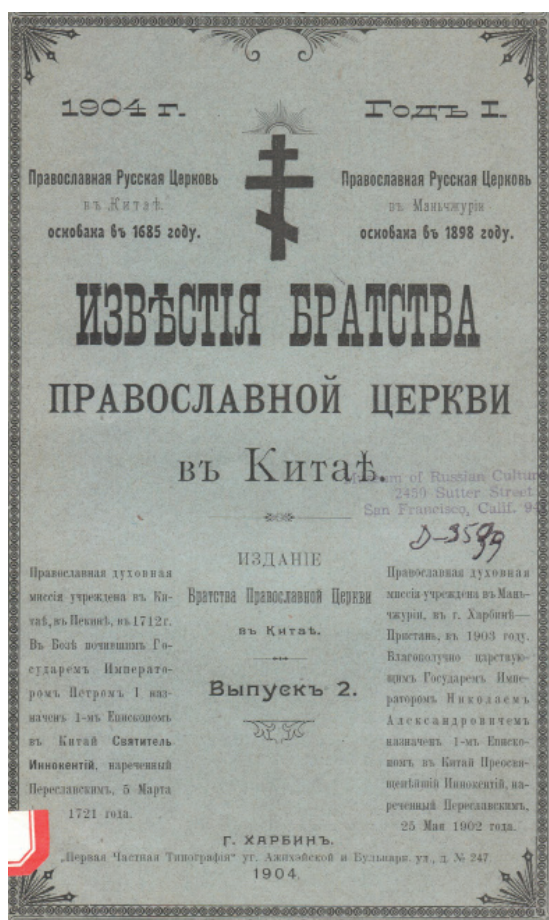 1904 г.
Годъ I.
Православная Русская Церковь
въ Китаѣ
основана въ 1685 году.
Православная Русская Церковь
въ Маньчжуріи
основана въ 1898 году.
ИЗВѢСТІЯ БРАТСТВА
ПРАВОСЛАВНОЙ ЦЕРКВИ
въ Китаѣ.
Museum of Russian Cultur
2450 Sutter Street
San Francisco, Calif. 94
Д-3599
ИЗДАНІЕ
Братства Православной Церкви
въ Китаѣ.
Выпускъ 2.
Православная духовная
миссія учреждена въ Ки-
таѣ, въ Пекинѣ, въ 1712 г.
Въ Бозѣ почившимъ Го-
сударемъ Императо-
ромъ Петромъ I наз-
наченъ 1-мъ Епископомъ
въ Китай Святитель
Иннокентій, нареченный
Переславскимъ, 5 Марта
1721 года.
Православная духовная
миссія учреждена въ Мань-
чжуріи, въ г. Харбинѣ—
Пристань, въ 1903 году.
Благополучно царствую-
щимъ Государемъ Импе-
раторомъ Николаемъ
Александровичемъ
назначенъ 1-мъ Еписко-
помъ въ Китай Преосвя-
щеннѣйшій Иннокентій, на-
реченный Переславскимъ,
25 Мая 1902 года.
Г. ХАРБИНЪ.
„Первая Частная Типографія" уг. Ажихэйской и Бульварн. ул., д. № 247
1904.